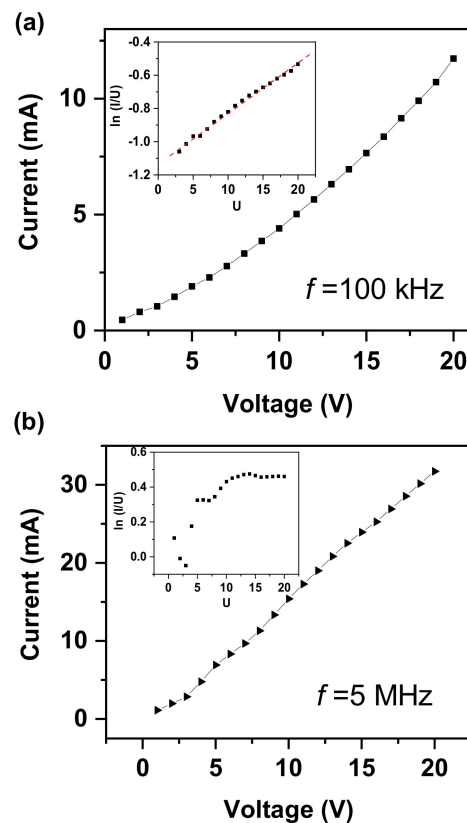 (a)
-0.4
-0.6
-0.8
-1.0
-1.2
ln (I/U)
0 5 10 15 20
U
10
5
0
Current (mA)
f =100 kHz
0 5 10 15 20
Voltage (V)
(b)
0.6
0.4
0.2
0.0
ln (I/U)
0 5 10 15 20
U
30
20
10
0
Current (mA)
f =5 MHz
0 5 10 15 20
Voltage (V)